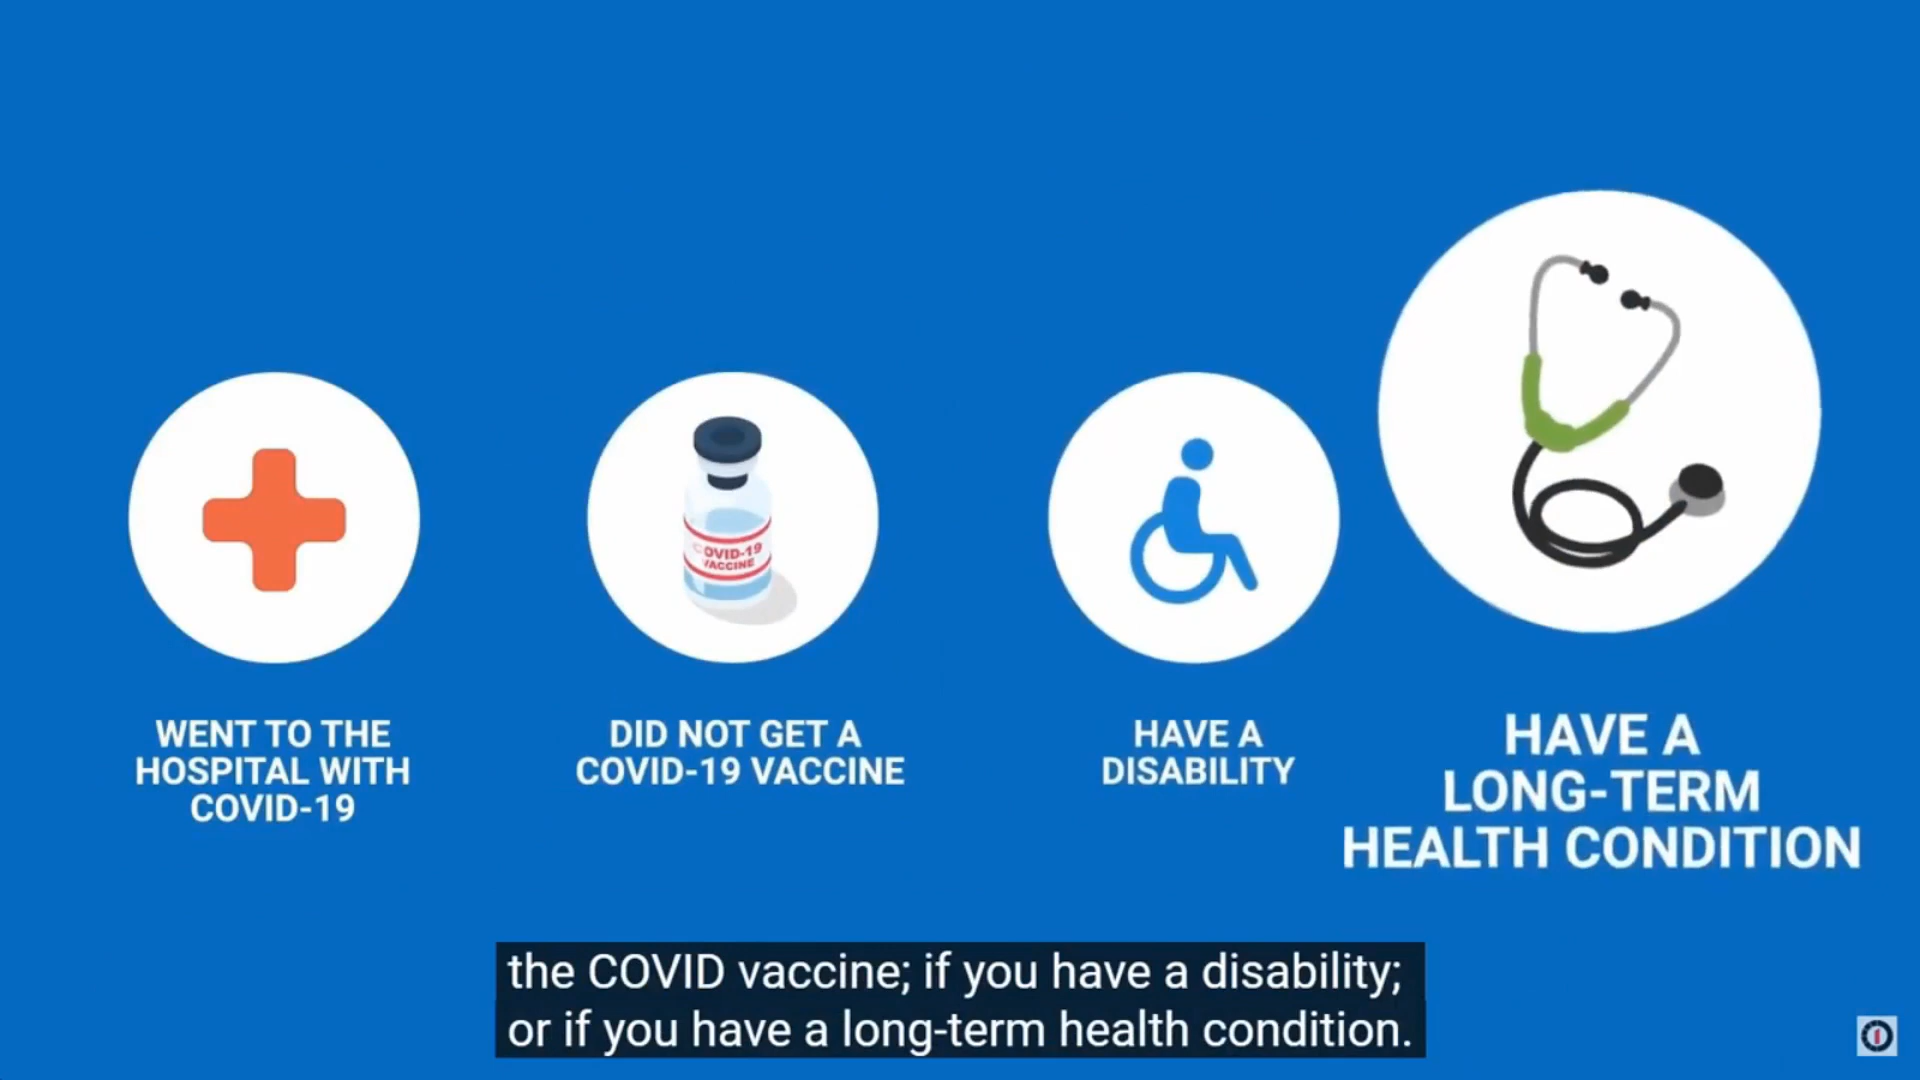 COVID-19
VACCINE
WENT TO THE
HOSPITAL WITH
COVID-19
DID NOT GET A
COVID-19 VACCINE
HAVE A
DISABILITY
HAVE A
LONG-TERM
HEALTH CONDITION
the COVID vaccine; if you have a disability;
or if you have a long-term health condition.